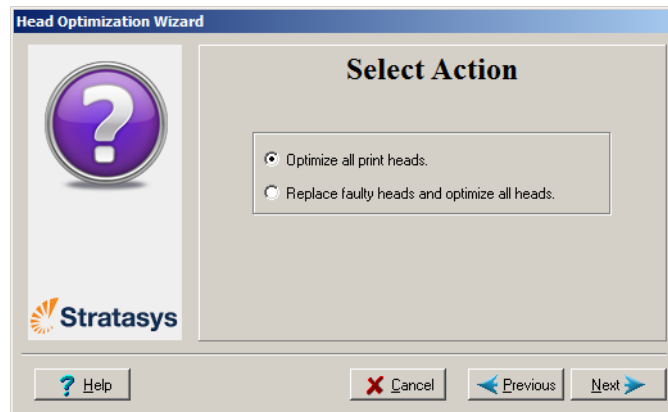 Head Optimization Wizard
Select Action
Optimize all print heads.
Replace faulty heads and optimize all heads.
Stratasys
? Help
Cancel
Previous
Next